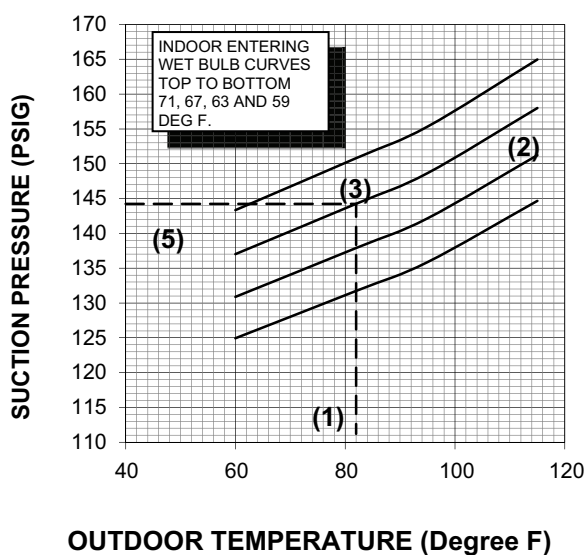 170
165
160
155
150
145
140
135
130
125
120
115
110
SUCTION PRESSURE (PSIG)
INDOOR ENTERING
WET BULB CURVES
TOP TO BOTTOM
71, 67, 63 AND 59
DEG F.
(2)
(3)
(5)
(1)
40 60 80 100 120
OUTDOOR TEMPERATURE (Degree F)